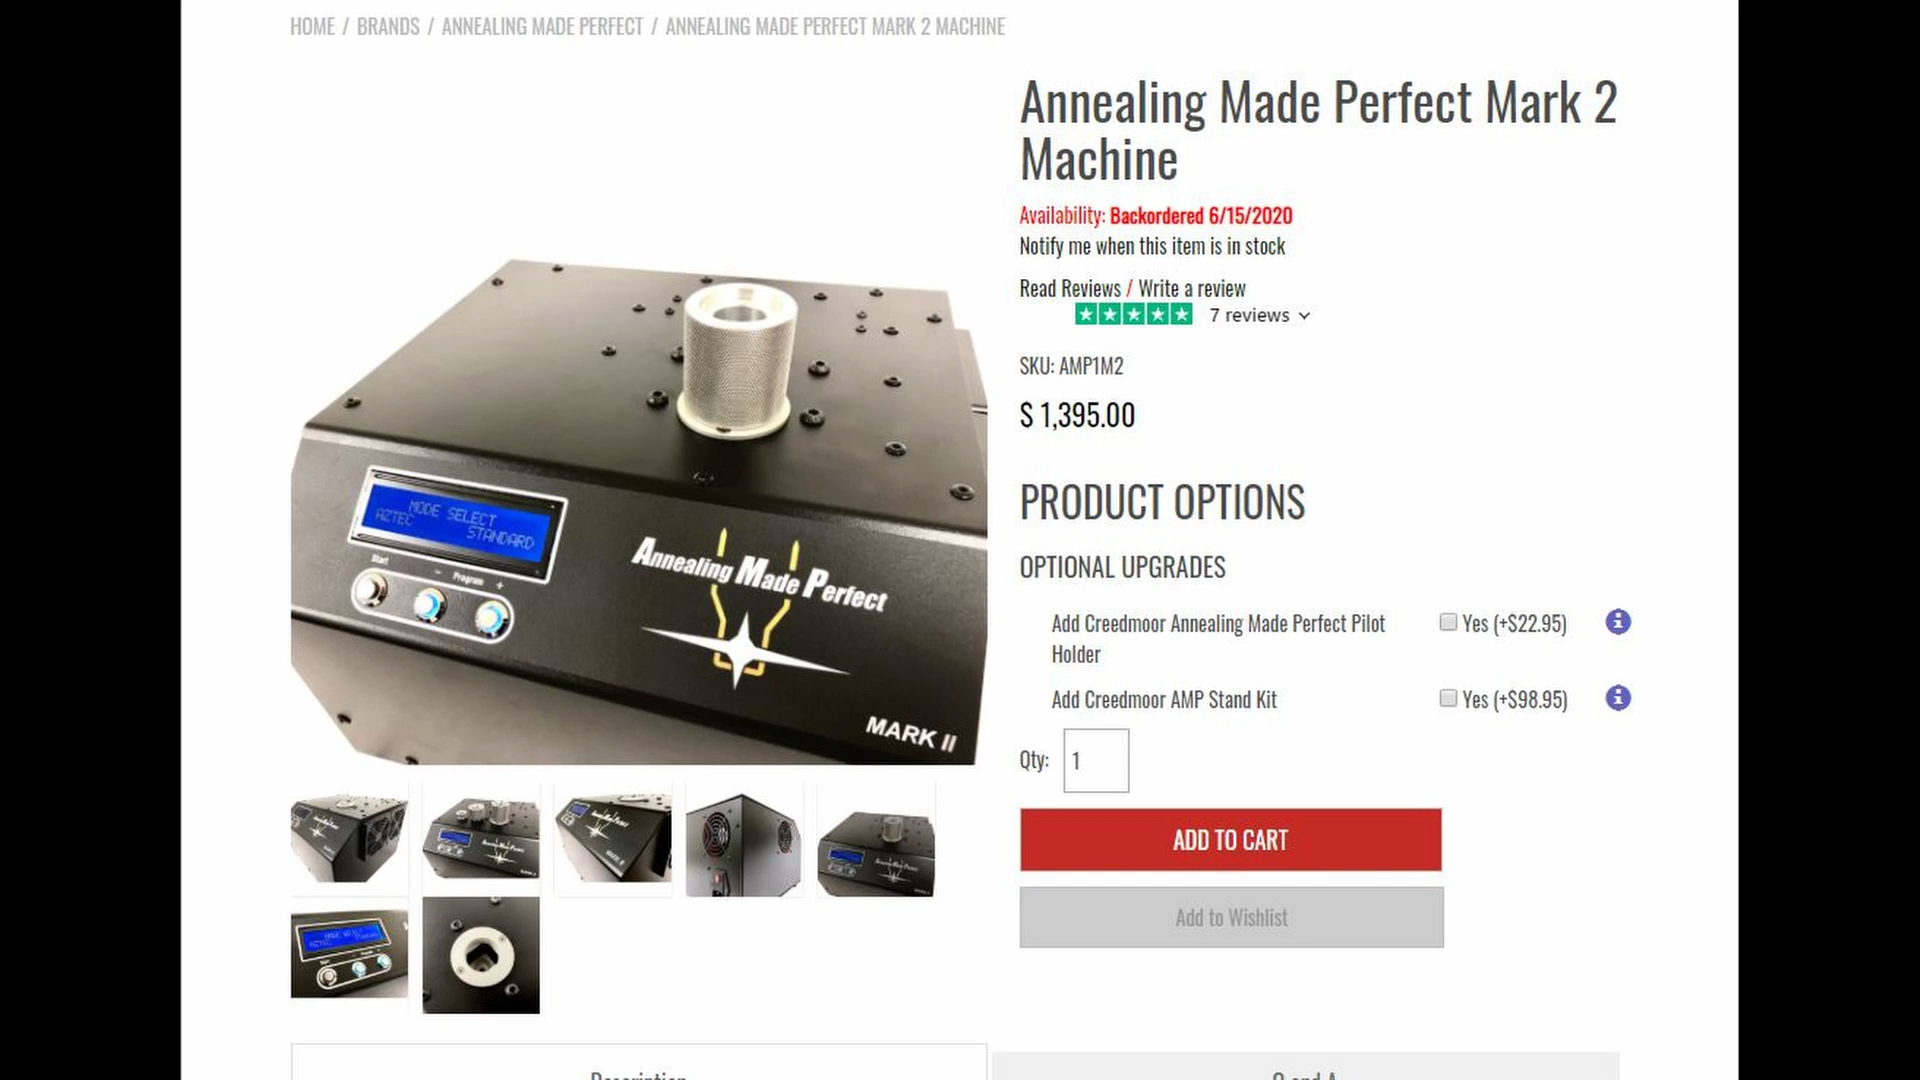 HOME / BRANDS / ANNEALING MADE PERFECT / ANNEALING MADE PERFECT MARK 2 MACHINE
Annealing Made Perfect Mark 2
Machine
Availability: Backordered 6/15/2020
Notify me when this item is in stock
Read Reviews / Write a review
7 reviews
SKU: AMP1M2
$ 1,395.00
PRODUCT OPTIONS
OPTIONAL UPGRADES
Add Creedmoor Annealing Made Perfect Pilot
Holder
Yes (+$22.95)
Add Creedmoor AMP Stand Kit
Yes (+$98.95)
Qty: 1
ADD TO CART
Add to Wishlist
MODE SELECT
AZTEC
STANDARD
Start
- Program +
Annealing Made Perfect
MARK II
Description
Q and A